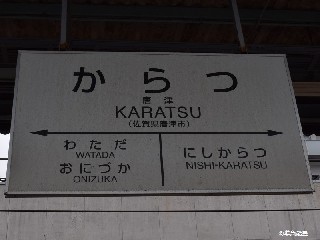 からつ
唐津
KARATSU
(佐賀県唐津市)
わただ
WATADA
おにづか
ONIZUKA
にしからつ
NISHI-KARATSU